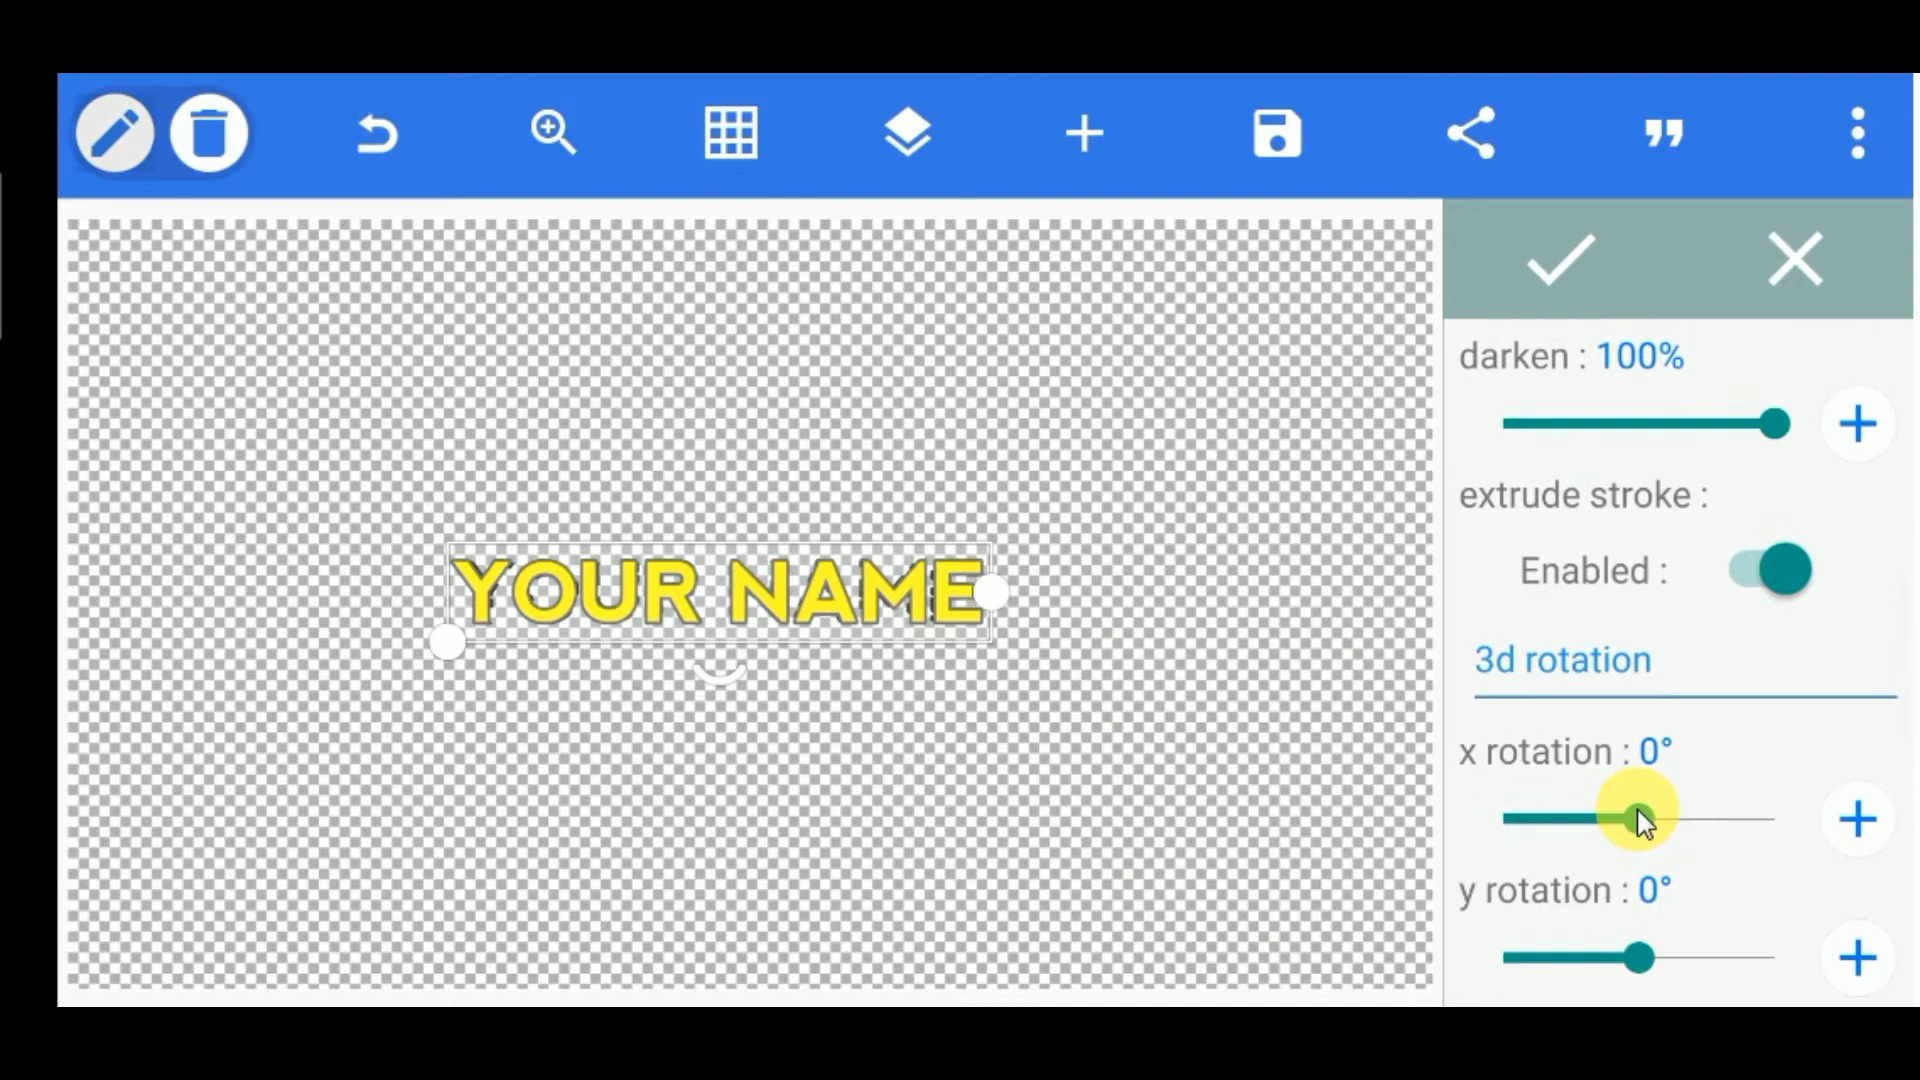 darken : 100%
extrude stroke :
Enabled :
3d rotation
x rotation : 0°
y rotation : 0°
YOUR NAME